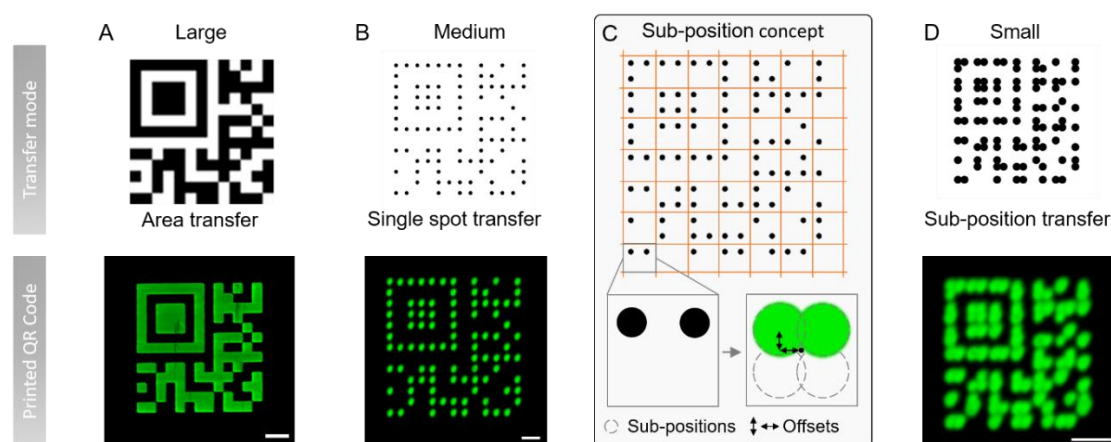 A
Large
B
Medium
C
Sub-position concept
D
Small
Transfer mode
Area transfer
Single spot transfer
Sub-position transfer
Printed QR Code
Sub-positions
Offsets